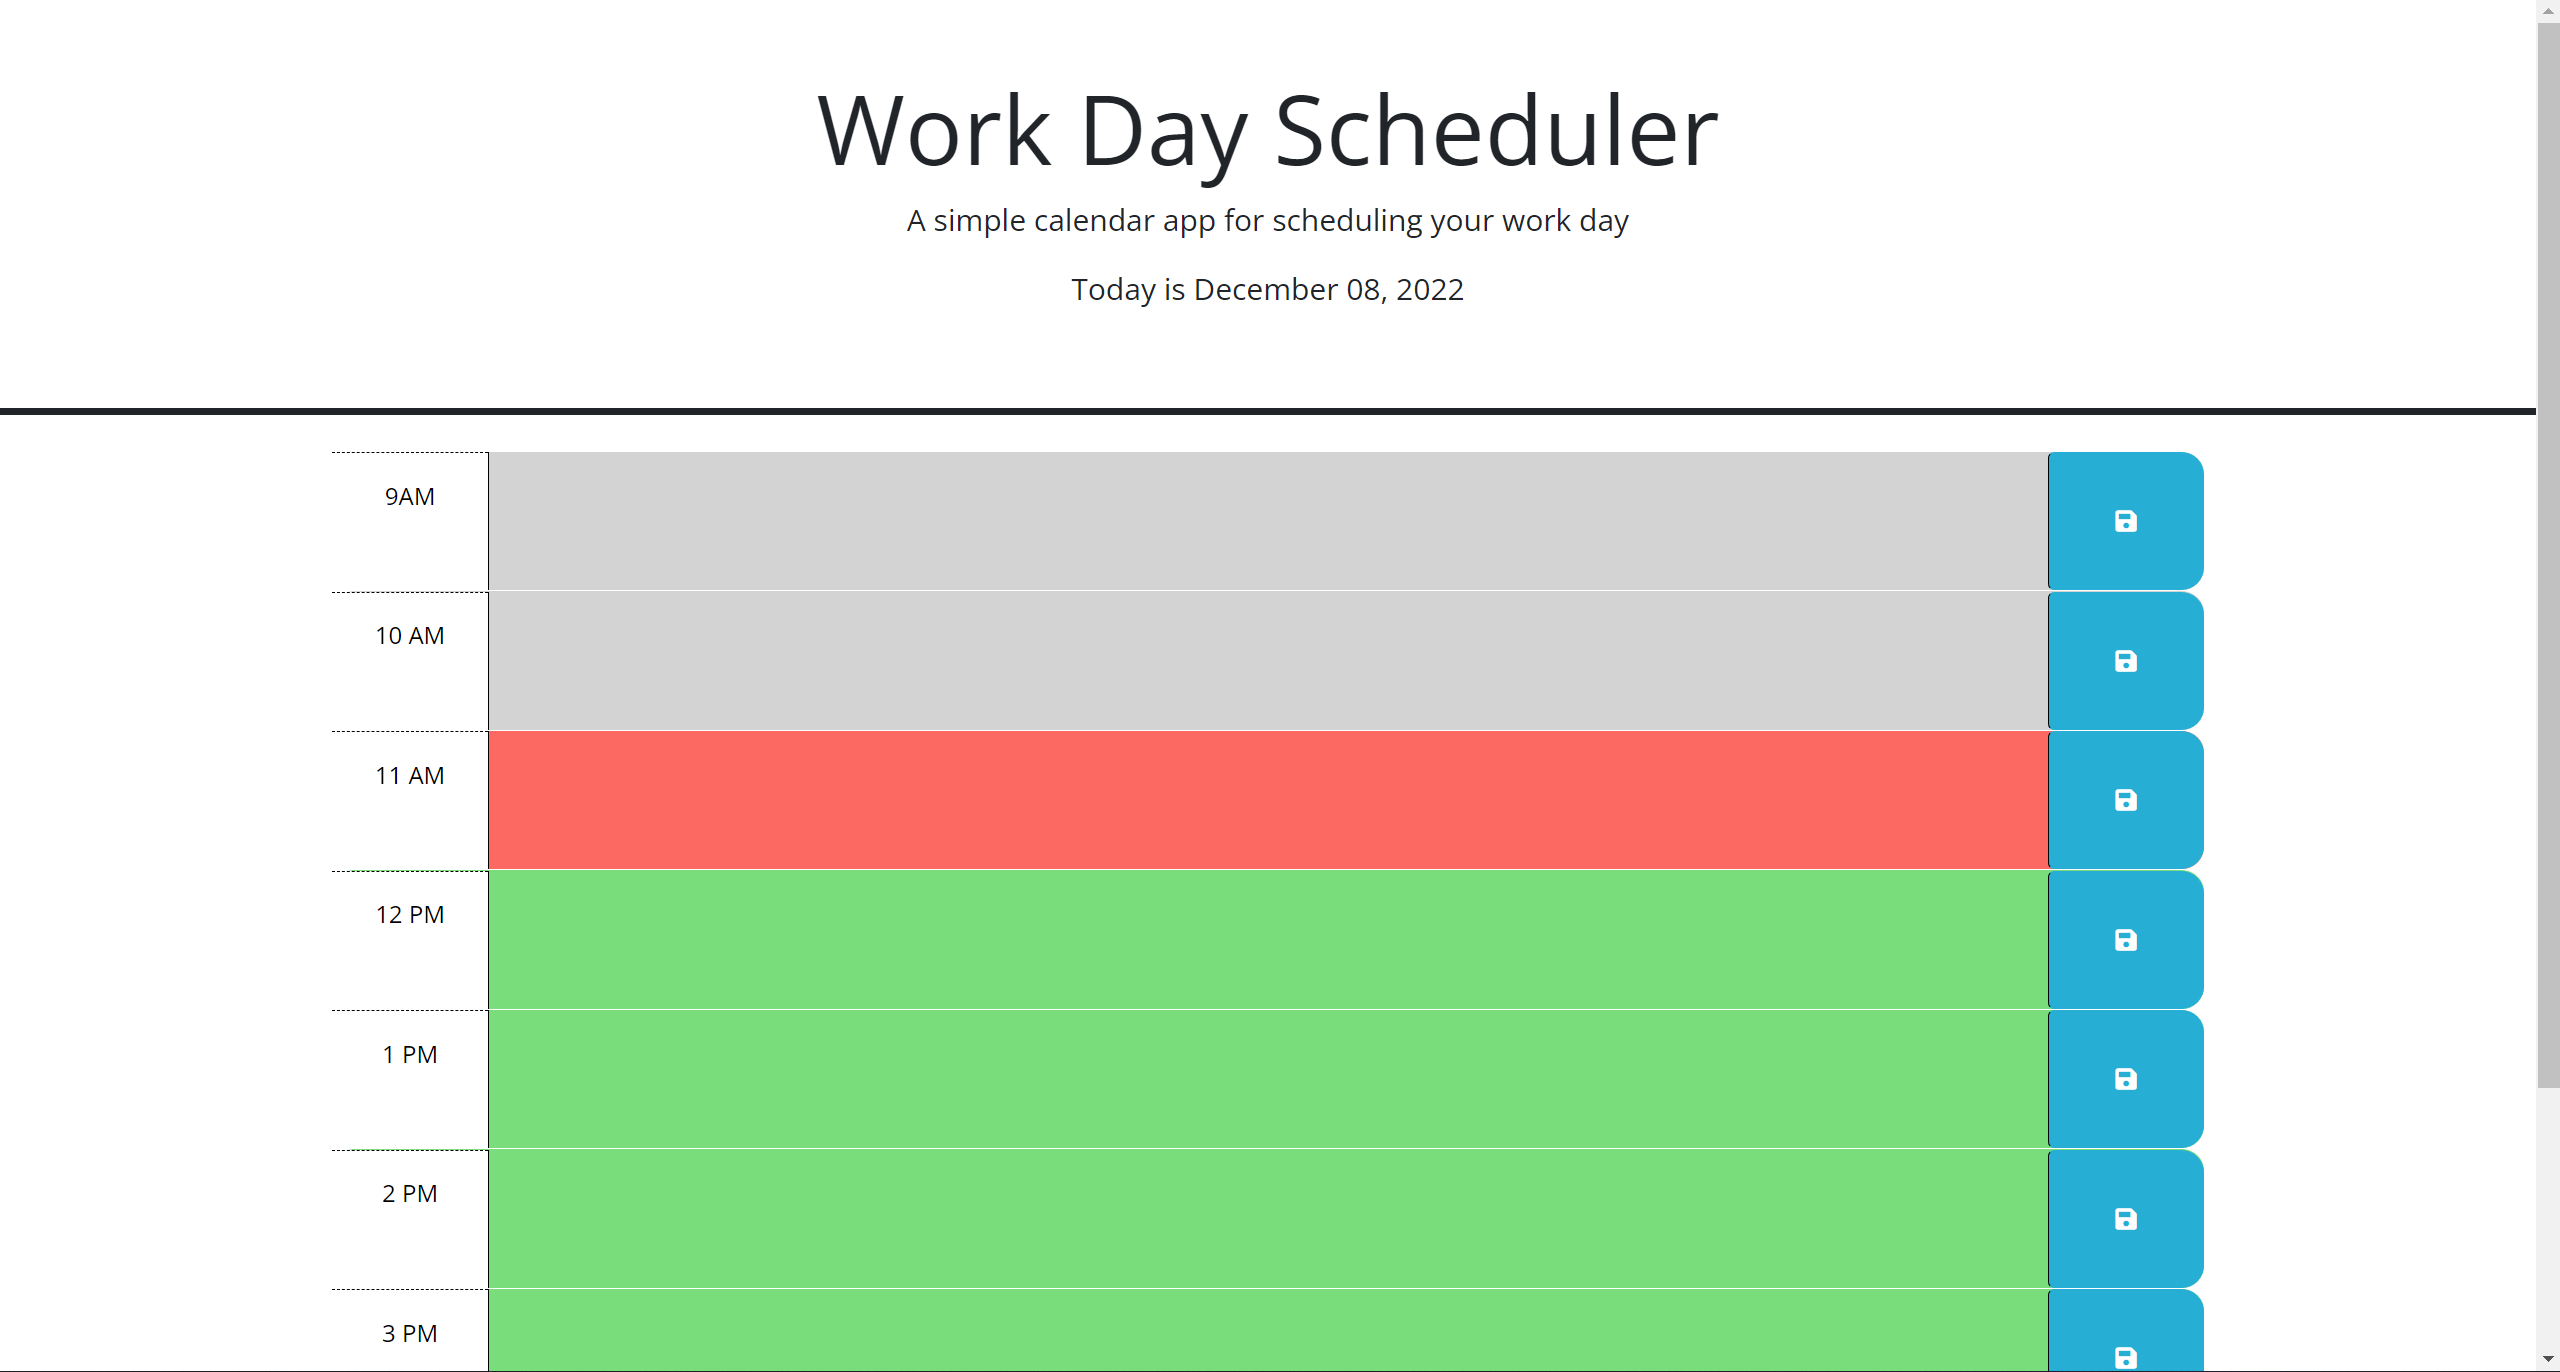 Work Day Scheduler
A simple calendar app for scheduling your work day
Today is December 08, 2022
9AM
10 AM
11 AM
12 PM
1 PM
2 PM
3 PM